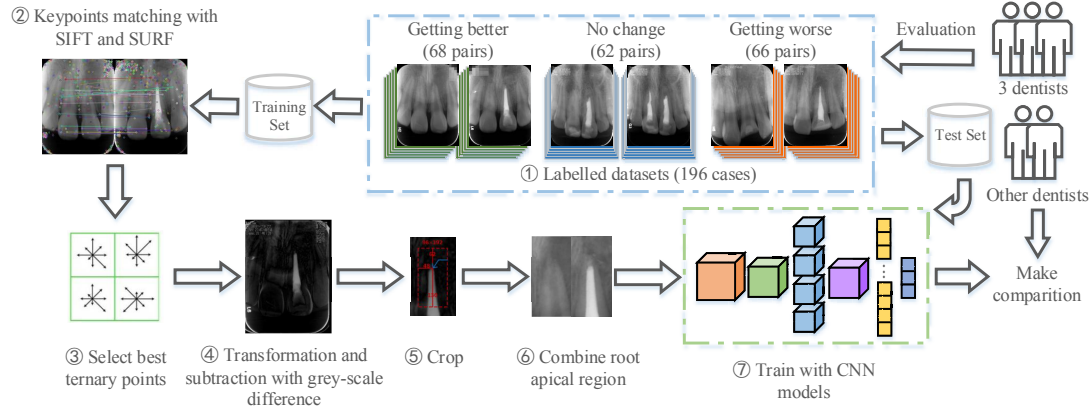 ② Keypoints matching with
SIFT and SURF
Training
Set
Getting better
(68 pairs)
No change
(62 pairs)
Getting worse
(66 pairs)
① Labelled datasets (196 cases)
Evaluation
3 dentists
Test Set
Other dentists
Make
comparition
③ Select best
ternary points
④ Transformation and
subtraction with grey-scale
difference
⑤ Crop
⑥ Combine root
apical region
⑦ Train with CNN
models